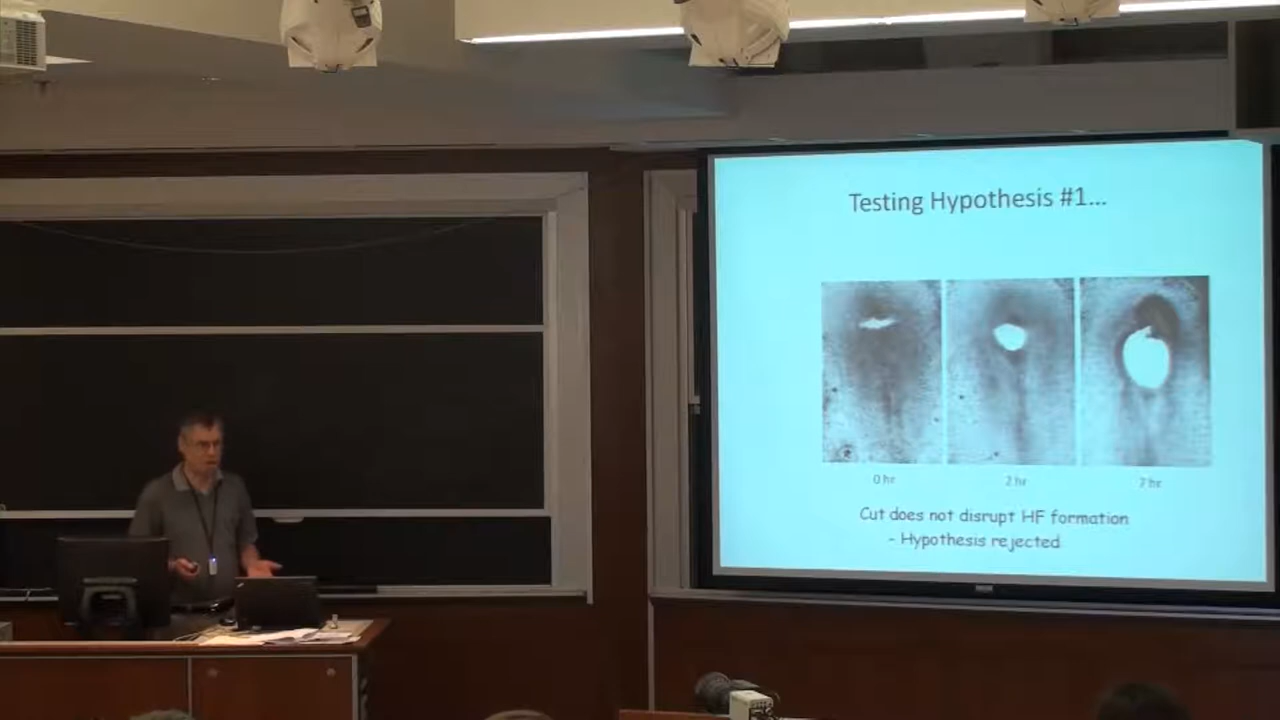 Testing Hypothesis #1...
0 hr
2 hr
7 hr
Cut does not disrupt HF formation
- Hypothesis rejected